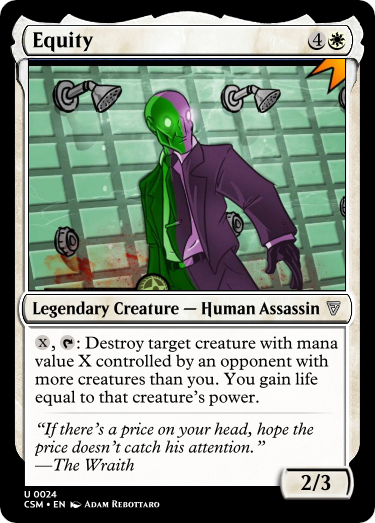 Equity 4
Legendary Creature — Human Assassin
X, : Destroy target creature with mana
value X controlled by an opponent with
more creatures than you. You gain life
equal to that creature's power.
“If there's a price on your head, hope the
price doesn't catch his attention.”
—The Wraith
2/3
U 0024
CSM • EN Adam Rebottaro